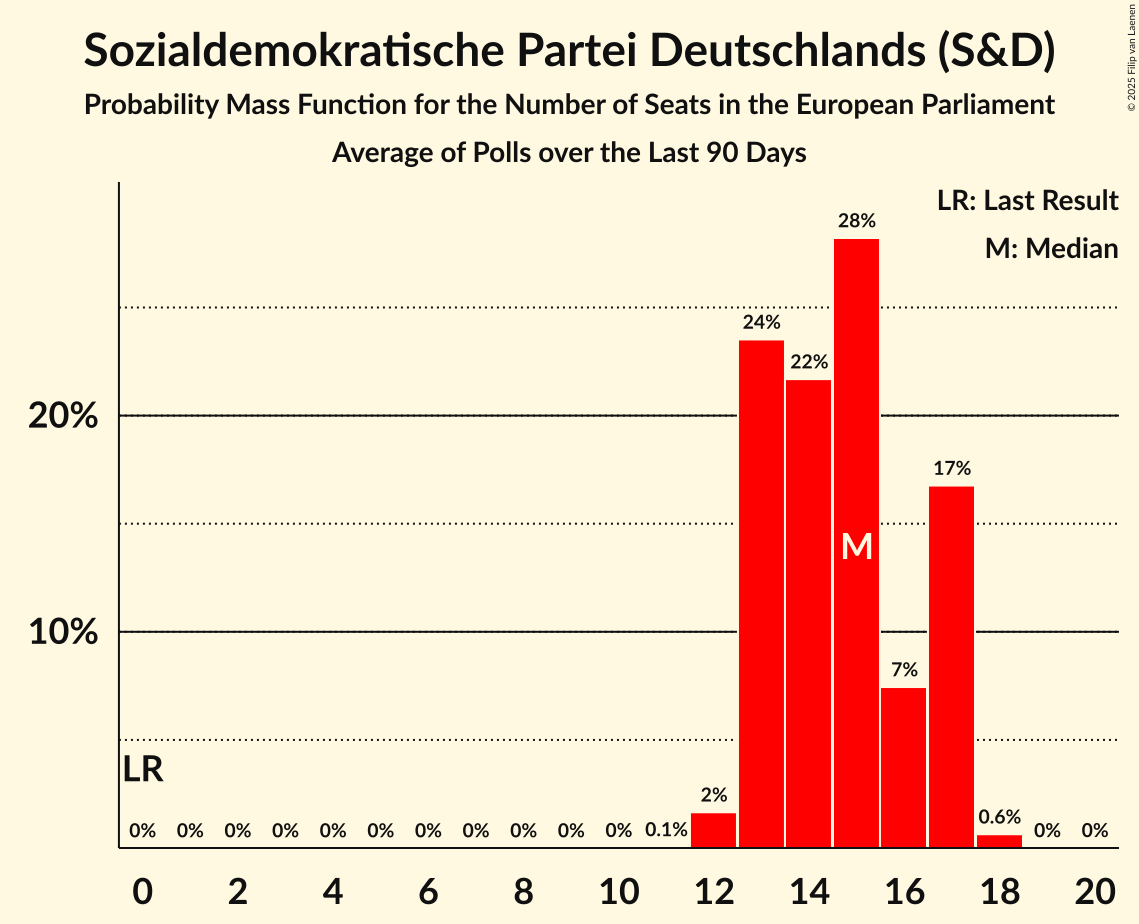 Sozialdemokratische Partei Deutschlands (S&D)
Probability Mass Function for the Number of Seats in the European Parliament
Average of Polls over the Last 90 Days
© 2025 Filip van Laenen
LR: Last Result
M: Median
28%
24%
22%
20%
17%
M
10%
7%
LR
2%
0% 0% 0% 0% 0% 0% 0% 0% 0% 0% 0% 0.1% 0.6% 0% 0%
0 2 4 6 8 10 12 14 16 18 20